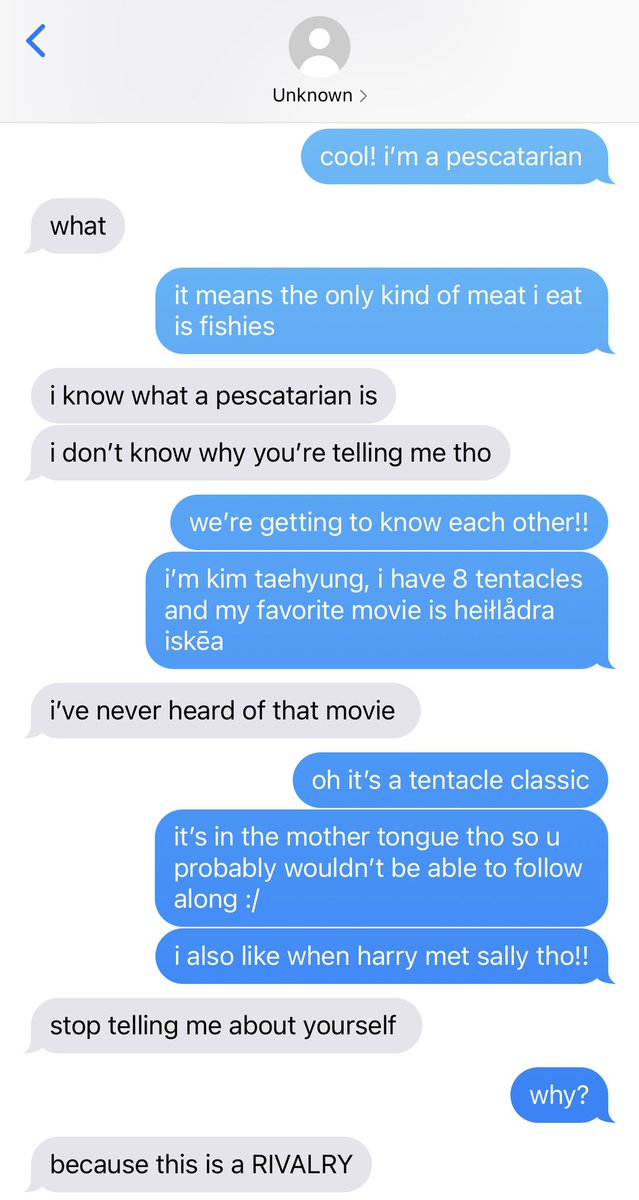 Unknown
cool! i'm a pescatarian
what
it means the only kind of meat i eat
is fishies
i know what a pescatarian is
i don't know why you're telling me tho
we're getting to know each other!!
i'm kim taehyung, i have 8 tentacles
and my favorite movie is heiłlådra
iskēa
i've never heard of that movie
oh it's a tentacle classic
it's in the mother tongue tho so u
probably wouldn't be able to follow
along :/
i also like when harry met sally tho!!
stop telling me about yourself
why?
because this is a RIVALRY